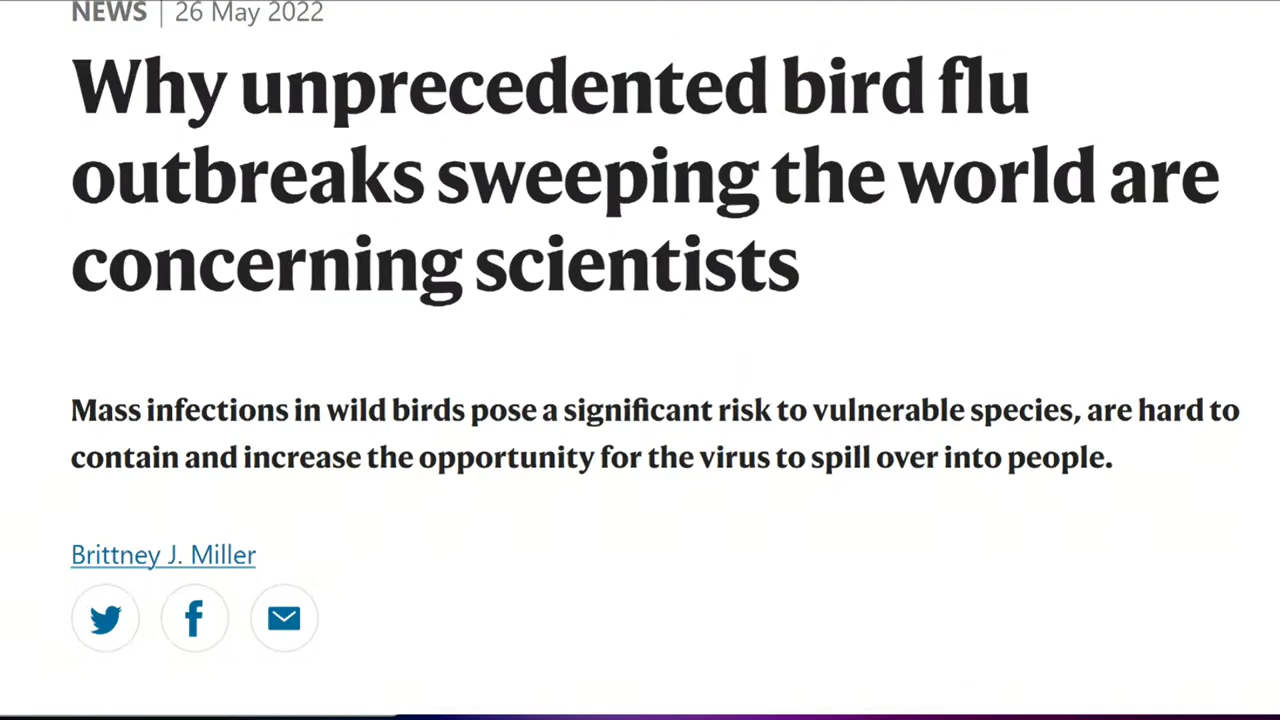 NEWS | 26 May 2022
Why unprecedented bird flu
outbreaks sweeping the world are
concerning scientists
Mass infections in wild birds pose a significant risk to vulnerable species, are hard to
contain and increase the opportunity for the virus to spill over into people.
Brittney J. Miller